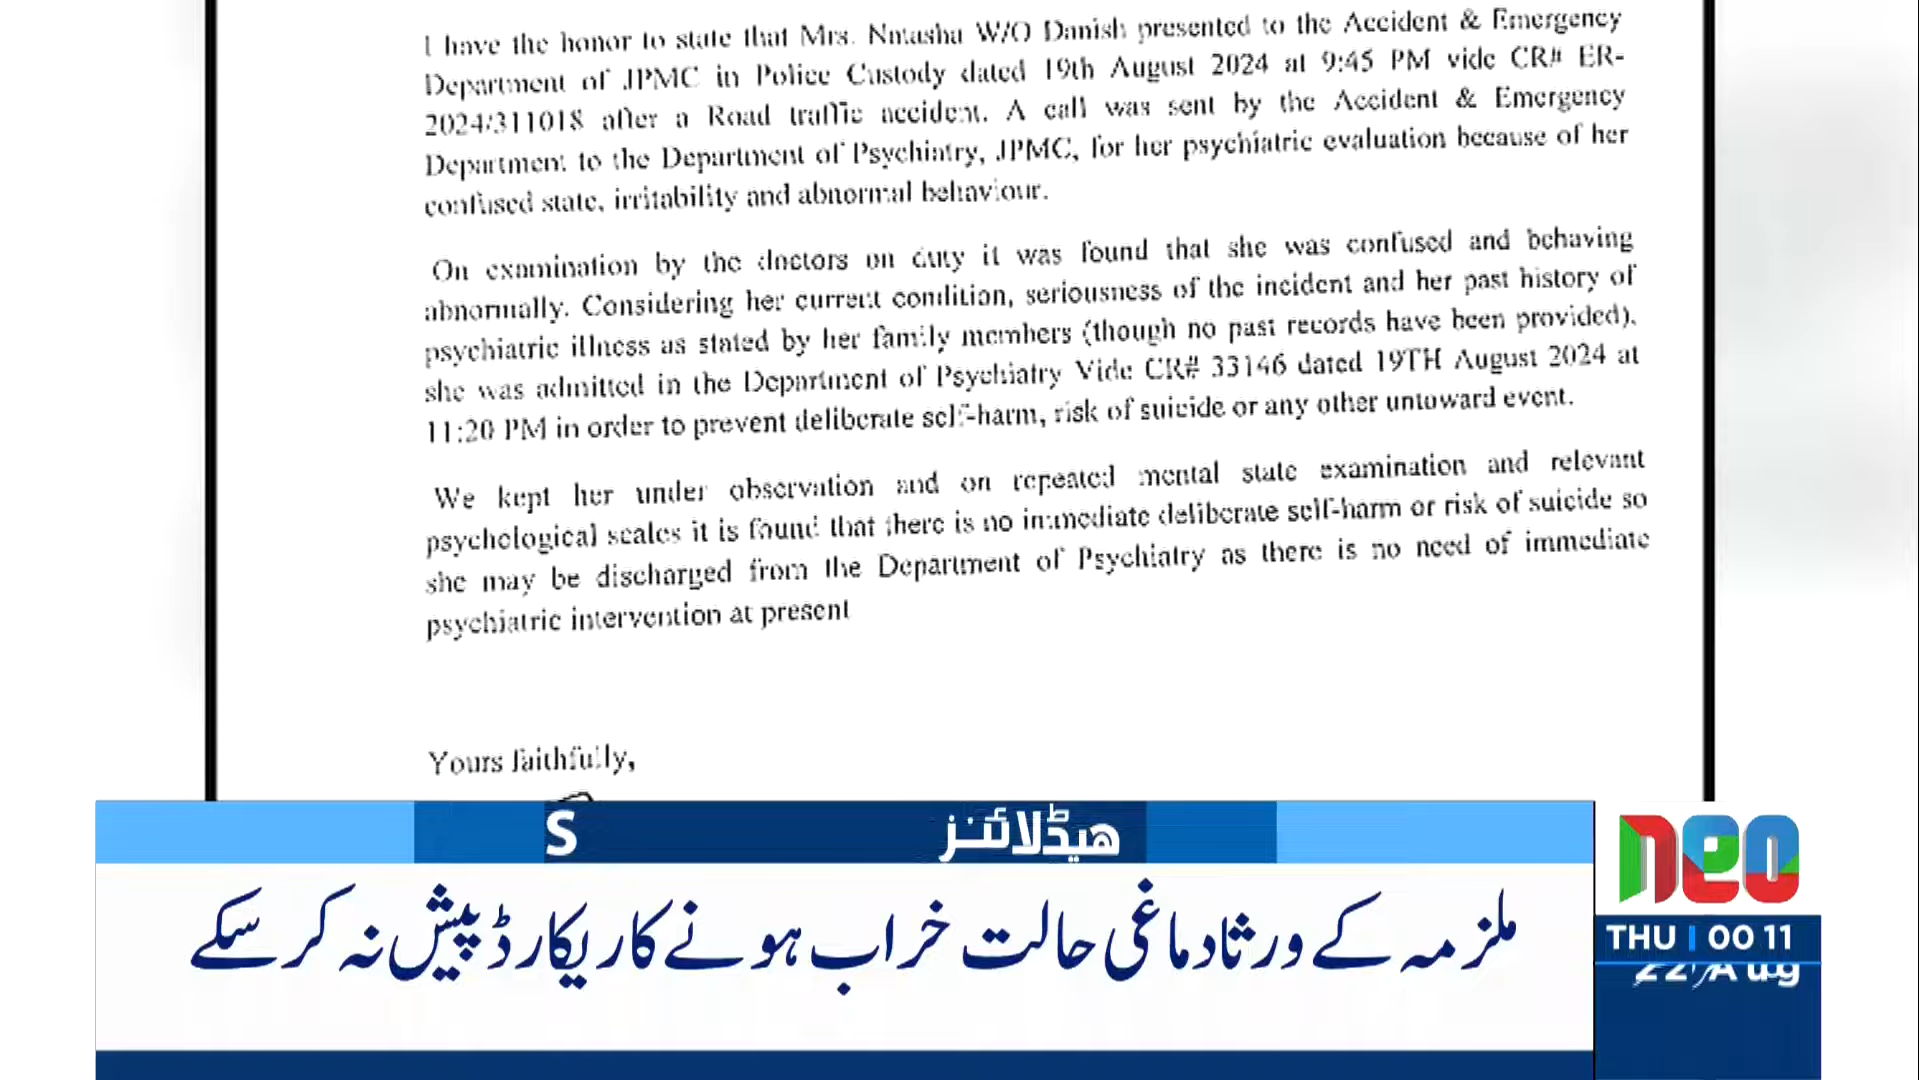 I have the honor to state that Mrs. Natasha W/O Danish presented to the Accident & Emergency
Department of JPMC in Police Custody dated 19th August 2024 at 9:45 PM vide CR# ER-
2024/311018 after a Road traffic accident. A call was sent by the Accident & Emergency
Department to the Department of Psychiatry, JPMC, for her psychiatric evaluation because of her
confused state, irritability and abnormal behaviour.
On examination by the doctors on duty it was found that she was confused and behaving
abnormally. Considering her current condition, seriousness of the incident and her past history of
psychiatric illness as stated by her family members (though no past records have been provided),
she was admitted in the Department of Psychiatry Vide CR# 33146 dated 19TH August 2024 at
11:20 PM in order to prevent deliberate self-harm, risk of suicide or any other untoward event.
We kept her under observation and on repeated mental state examination and relevant
psychological scales it is found that there is no immediate deliberate self-harm or risk of suicide so
she may be discharged from the Department of Psychiatry as there is no need of immediate
psychiatric intervention at present
Yours faithfully,
S ہیڈلائنز
ملزمہ کے ورثا دماغی حالت خراب ہونے کا ریکارڈ پیش نہ کر سکے
neo
THU 00 11
22 Aug